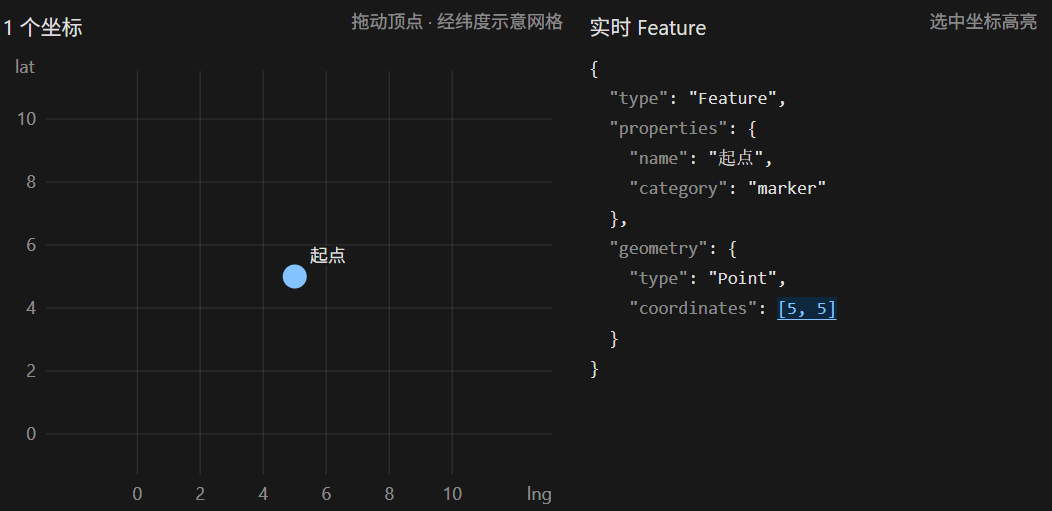 1 个坐标
拖动顶点 · 经纬度示意网格
lat
10
8
6
4
2
0
起点
0 2 4 6 8 10 lng
实时 Feature
选中坐标高亮
{
  "type": "Feature",
  "properties": {
    "name": "起点",
    "category": "marker"
  },
  "geometry": {
    "type": "Point",
    "coordinates": [5, 5]
  }
}